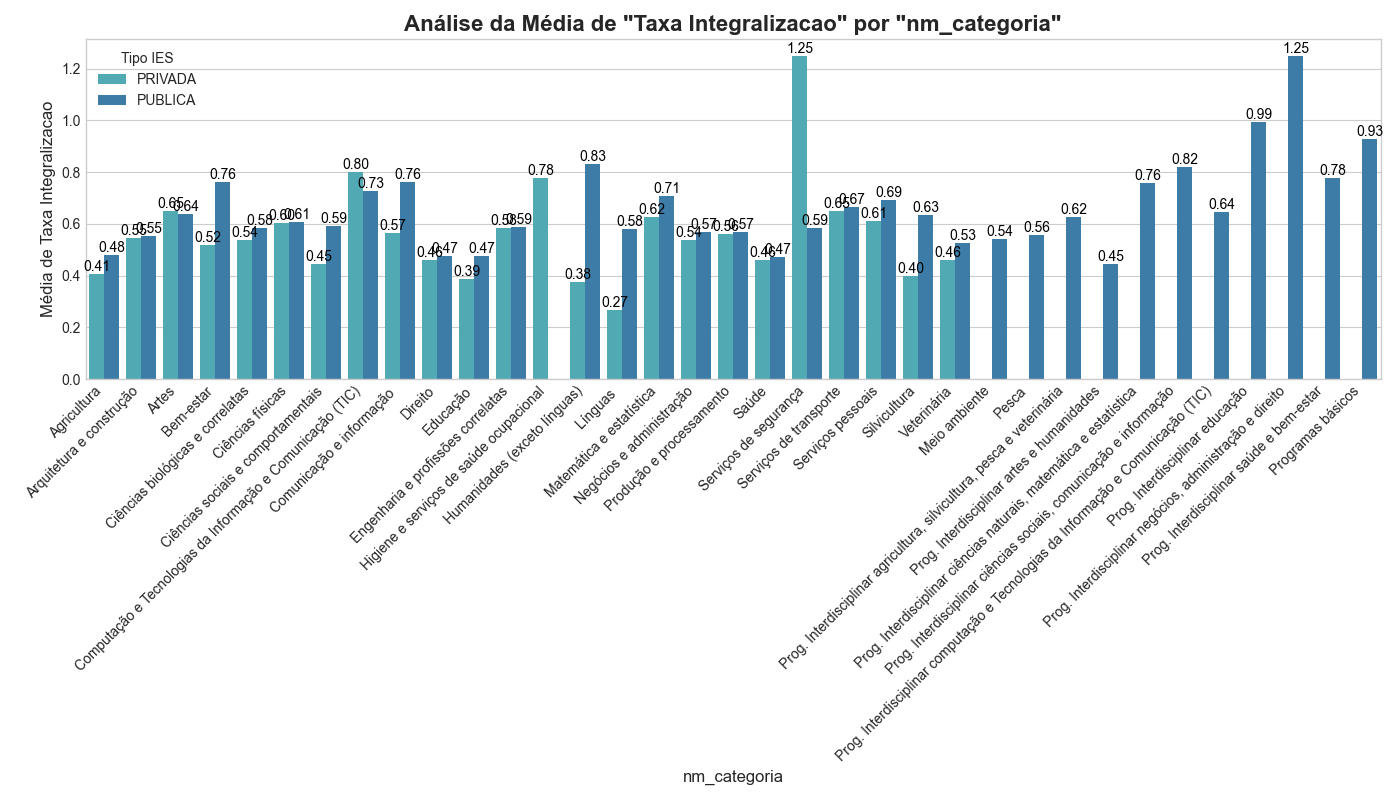 Análise da Média de "Taxa Integralizacao" por "nm_categoria"
Tipo IES
PRIVADA
PUBLICA
Média de Taxa Integralizacao
1.2
1.0
0.8
0.6
0.4
0.2
0.0
0.41
0.48
0.55
0.55
0.65
0.64
0.52
0.76
0.54
0.58
0.60
0.61
0.45
0.59
0.80
0.73
0.57
0.76
0.46
0.47
0.39
0.47
0.58
0.59
0.78
0.38
0.83
0.27
0.58
0.62
0.71
0.54
0.57
0.56
0.57
0.46
0.47
1.25
0.59
0.65
0.67
0.61
0.69
0.40
0.63
0.46
0.53
0.54
0.56
0.62
0.45
0.76
0.82
0.64
0.99
1.25
0.78
0.93
Agricultura
Arquitetura e construção
Artes
Bem-estar
Ciências biológicas e correlatas
Ciências físicas
Ciências sociais e comportamentais
Computação e Tecnologias da Informação e Comunicação (TIC)
Comunicação e informação
Direito
Educação
Engenharia e profissões correlatas
Higiene e serviços de saúde ocupacional
Humanidades (exceto línguas)
Línguas
Matemática e estatística
Negócios e administração
Produção e processamento
Saúde
Serviços de segurança
Serviços de transporte
Serviços pessoais
Silvicultura
Veterinária
Meio ambiente
Pesca
Prog. Interdisciplinar agricultura, silvicultura, pesca e veterinária
Prog. Interdisciplinar artes e humanidades
Prog. Interdisciplinar ciências naturais, matemática e estatística
Prog. Interdisciplinar ciências sociais, comunicação e informação
Prog. Interdisciplinar computação e Tecnologias da Informação e Comunicação (TIC)
Prog. Interdisciplinar educação
Prog. Interdisciplinar negócios, administração e direito
Prog. Interdisciplinar saúde e bem-estar
Programas básicos
nm_categoria